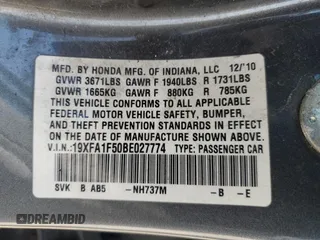 MFD. BY HONDA MFG. OF INDIANA, LLC 12/'10
GVWR 3671LBS GAWR F 1940LBS R 1731LBS
GVWR 1665KG GAWR F 880KG R 785KG
THIS VEHICLE CONFORMS TO ALL APPLICABLE
FEDERAL MOTOR VEHICLE SAFETY, BUMPER,
AND THEFT PREVENTION STANDARDS IN EFFECT
ON THE DATE OF MANUFACTURE SHOWN ABOVE.
V.I.N.:19XFA1F50BE027774 TYPE: PASSENGER CAR
SVK B AB5 -NH737M -B -E
DREAMBID